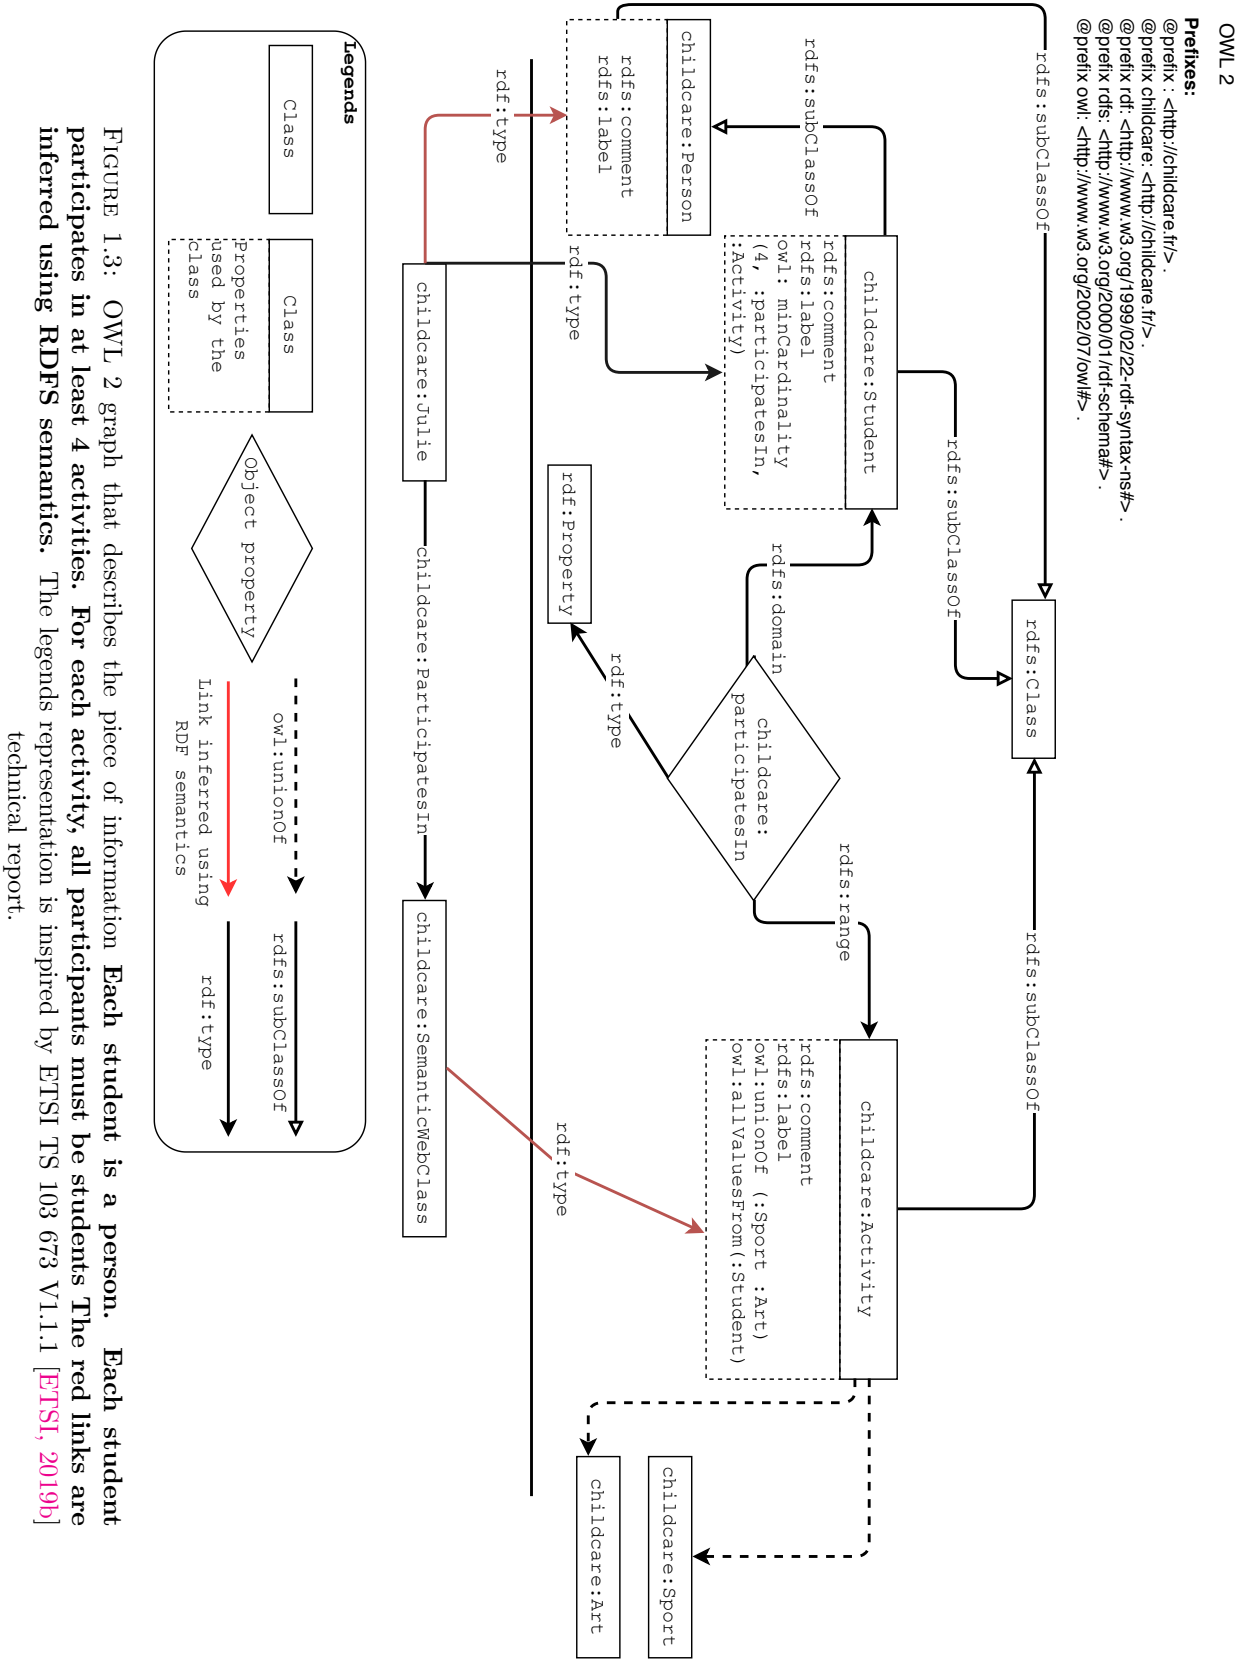 OWL 2
Prefixes:
@prefix : <http://childcare.fr/> .
@prefix childcare: <http://childcare.fr/> .
@prefix rdf: <http://www.w3.org/1999/02/22-rdf-syntax-ns#> .
@prefix rdfs: <http://www.w3.org/2000/01/rdf-schema#> .
@prefix owl: <http://www.w3.org/2002/07/owl#> .
rdfs:subClassOf
rdfs:Class
rdfs:subClassOf
rdfs:subClassOf
rdfs:subClassOf
childcare:Person
rdfs:comment
rdfs:label
childcare:Student
rdfs:comment
rdfs:label
owl: minCardinality
(4, :participatesIn,
:Activity)
rdfs:domain
childcare:
participatesIn
rdfs:range
childcare:Activity
rdfs:comment
rdfs:label
owl:unionOf (:Sport :Art)
owl:allValuesFrom(:Student)
childcare:Sport
childcare:Art
rdf:Property
rdf:type
rdf:type
rdf:type
rdf:type
childcare:Julie
childcare:ParticipatesIn
childcare:SemanticWebClass
Legends
Class
Class
Properties
used by the
class
Object property
owl:unionOf
Link inferred using
RDF semantics
rdfs:subClassOf
rdf:type
FIGURE 1.3: OWL 2 graph that describes the piece of information Each student is a person. Each student
participates in at least 4 activities. For each activity, all participants must be students The red links are
inferred using RDFS semantics. The legends representation is inspired by ETSI TS 103 673 V1.1.1 [ETSI, 2019b]
technical report.